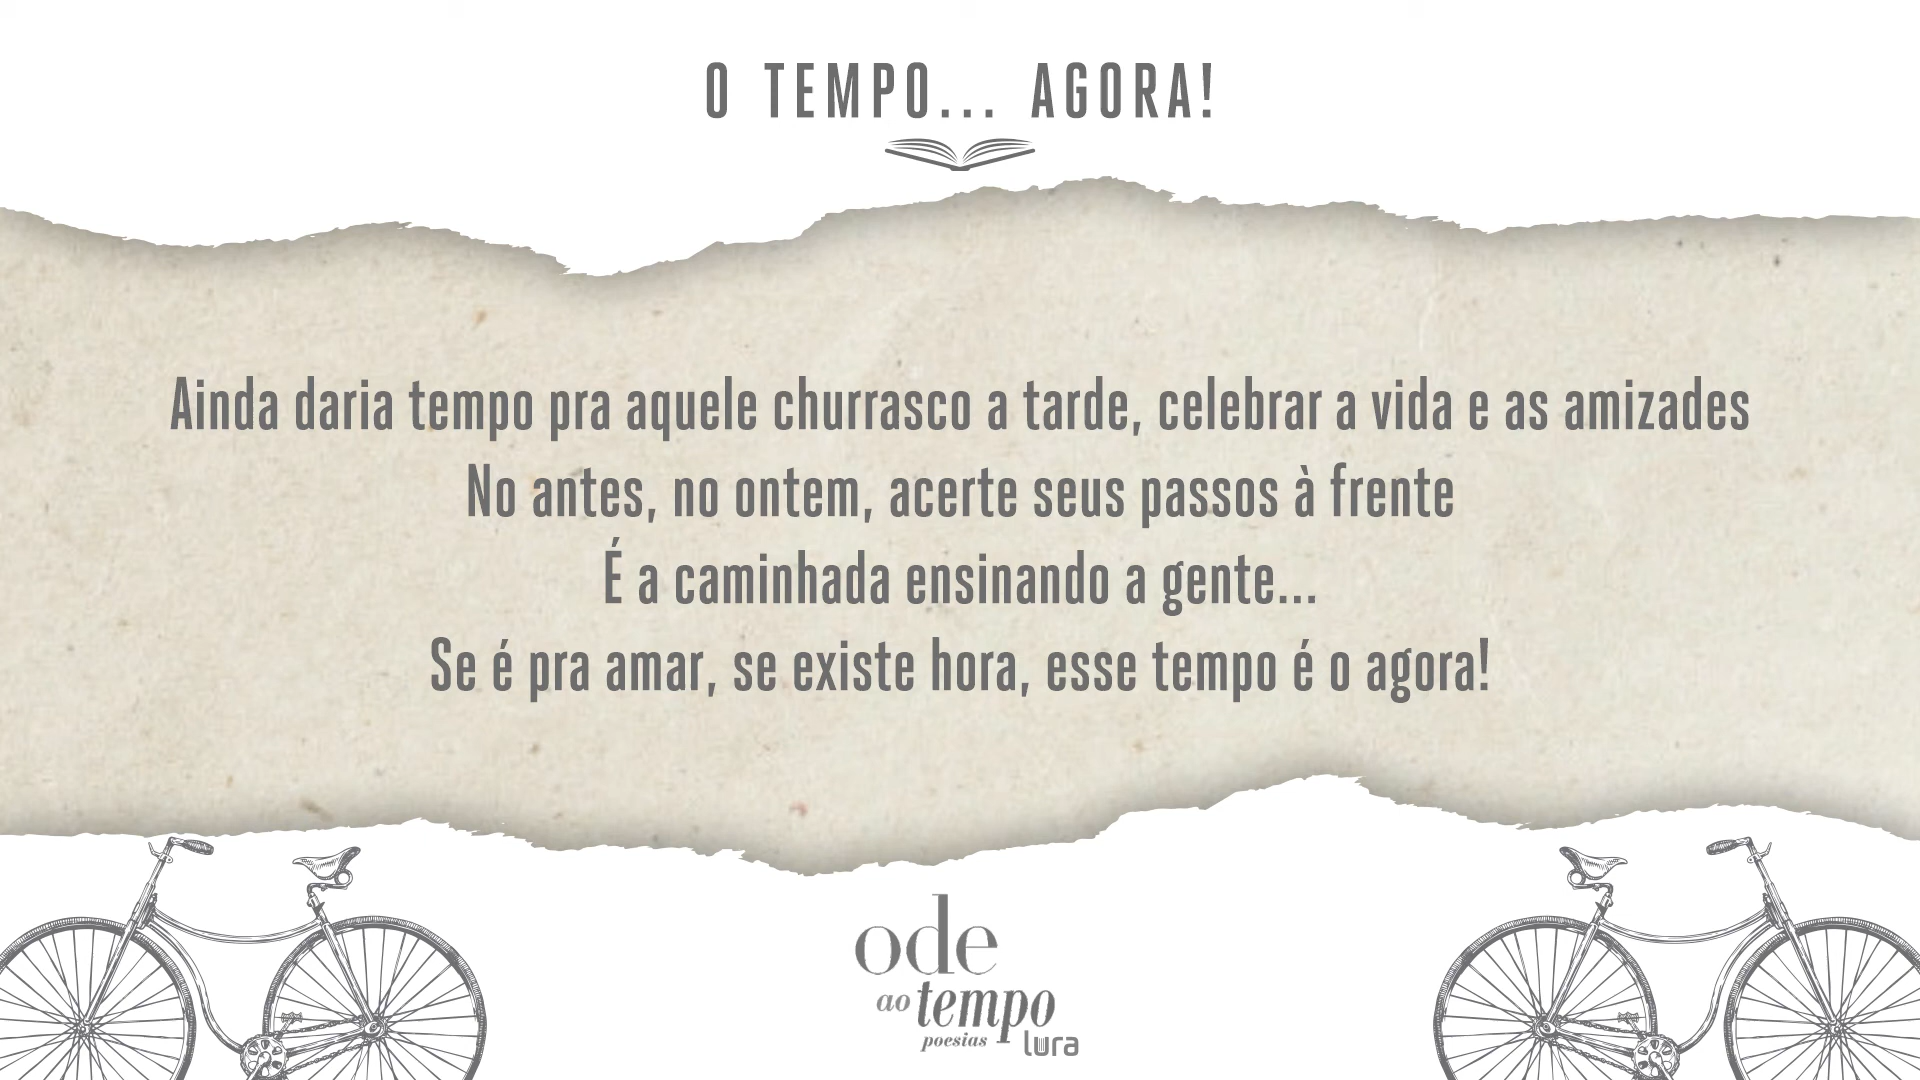 O TEMPO... AGORA!
Ainda daria tempo pra aquele churrasco a tarde, celebrar a vida e as amizades
No antes, no ontem, acerte seus passos à frente
É a caminhada ensinando a gente...
Se é pra amar, se existe hora, esse tempo é o agora!
ode
ao tempo
poesias lura